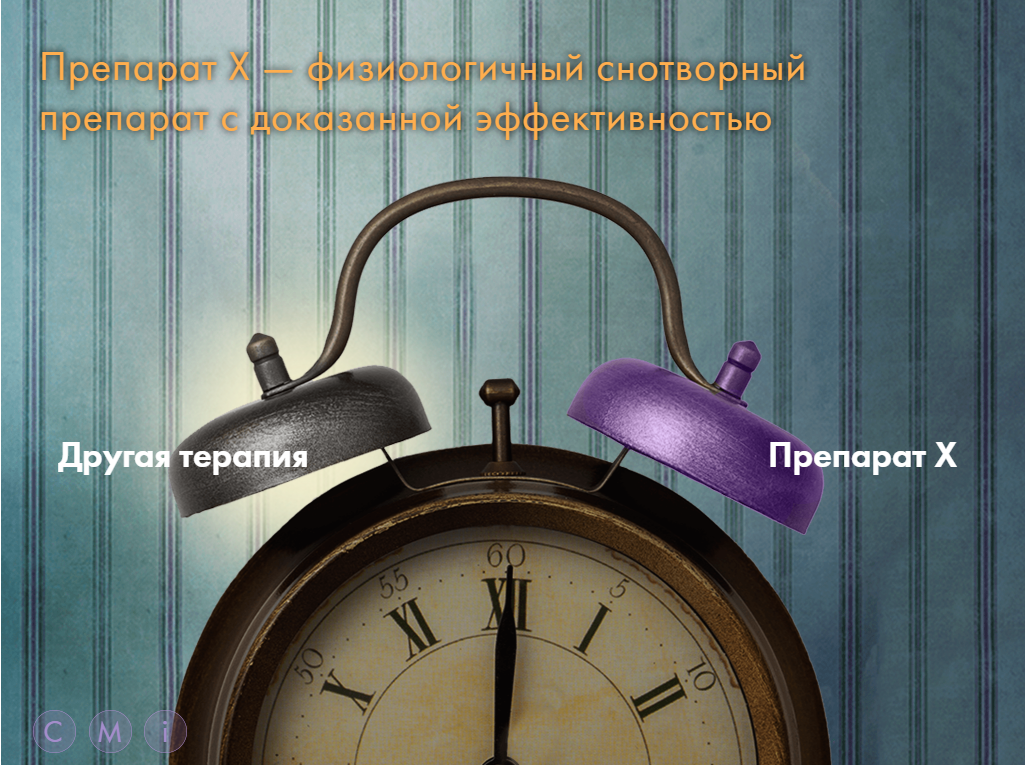 Препарат X — физиологичный снотворный
препарат с доказанной эффективностью
Другая терапия
Препарат X
60
55
5
XII
XI
I
50
10
X
II
C M i